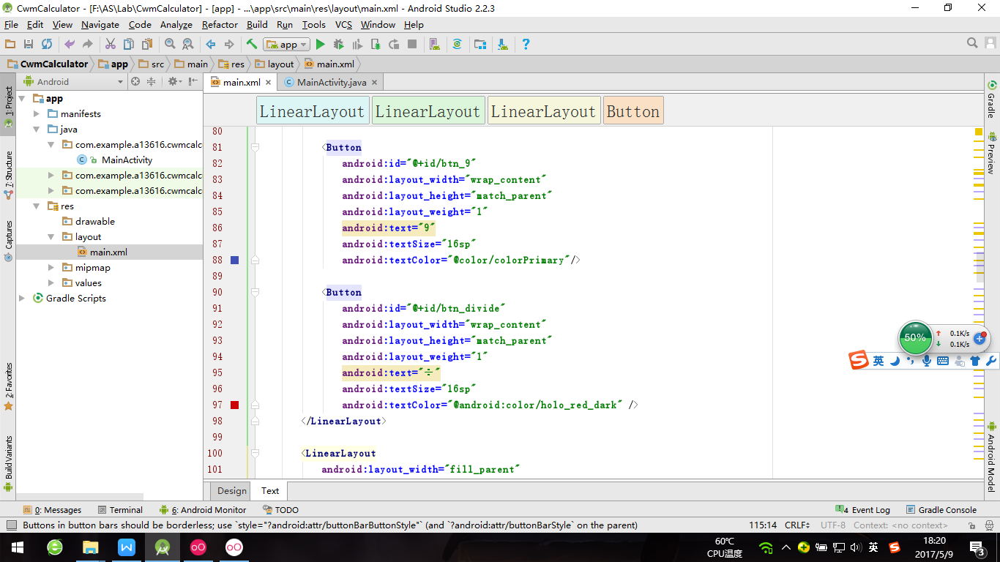 CwmCalculator - [F:\AS\Lab\CwmCalculator] - [app] - ...\app\src\main\res\layout\main.xml - Android Studio 2.2.3
File Edit View Navigate Code Analyze Refactor Build Run Tools VCS Window Help
app
CwmCalculator app src main res layout main.xml
Android
main.xml MainActivity.java
1: Project
7: Structure
Captures
2: Favorites
Build Variants
app
manifests
java
com.example.a13616.cwmcalc
MainActivity
com.example.a13616.cwmcalc
com.example.a13616.cwmcalc
res
drawable
layout
main.xml
mipmap
values
Gradle Scripts
LinearLayout LinearLayout LinearLayout Button
80
81 <Button
82 android:id="@+id/btn_9"
83 android:layout_width="wrap_content"
84 android:layout_height="match_parent"
85 android:layout_weight="1"
86 android:text="9"
87 android:textSize="16sp"
88 android:textColor="@color/colorPrimary"/>
89
90 <Button
91 android:id="@+id/btn_divide"
92 android:layout_width="wrap_content"
93 android:layout_height="match_parent"
94 android:layout_weight="1"
95 android:text="÷"
96 android:textSize="16sp"
97 android:textColor="@android:color/holo_red_dark" />
98 </LinearLayout>
99
100 <LinearLayout
101 android:layout_width="fill_parent"
Gradle
Preview
Android Model
50% 0.1K/s
0.1K/s
英
Design Text
0: Messages Terminal 6: Android Monitor TODO 4 Event Log Gradle Console
Buttons in button bars should be borderless; use `style="?android:attr/buttonBarButtonStyle"` (and `?android:attr/buttonBarStyle` on the parent) 115:14 CRLF UTF-8 Context: <no context>
60℃
CPU温度
英
18:20
2017/5/9
3